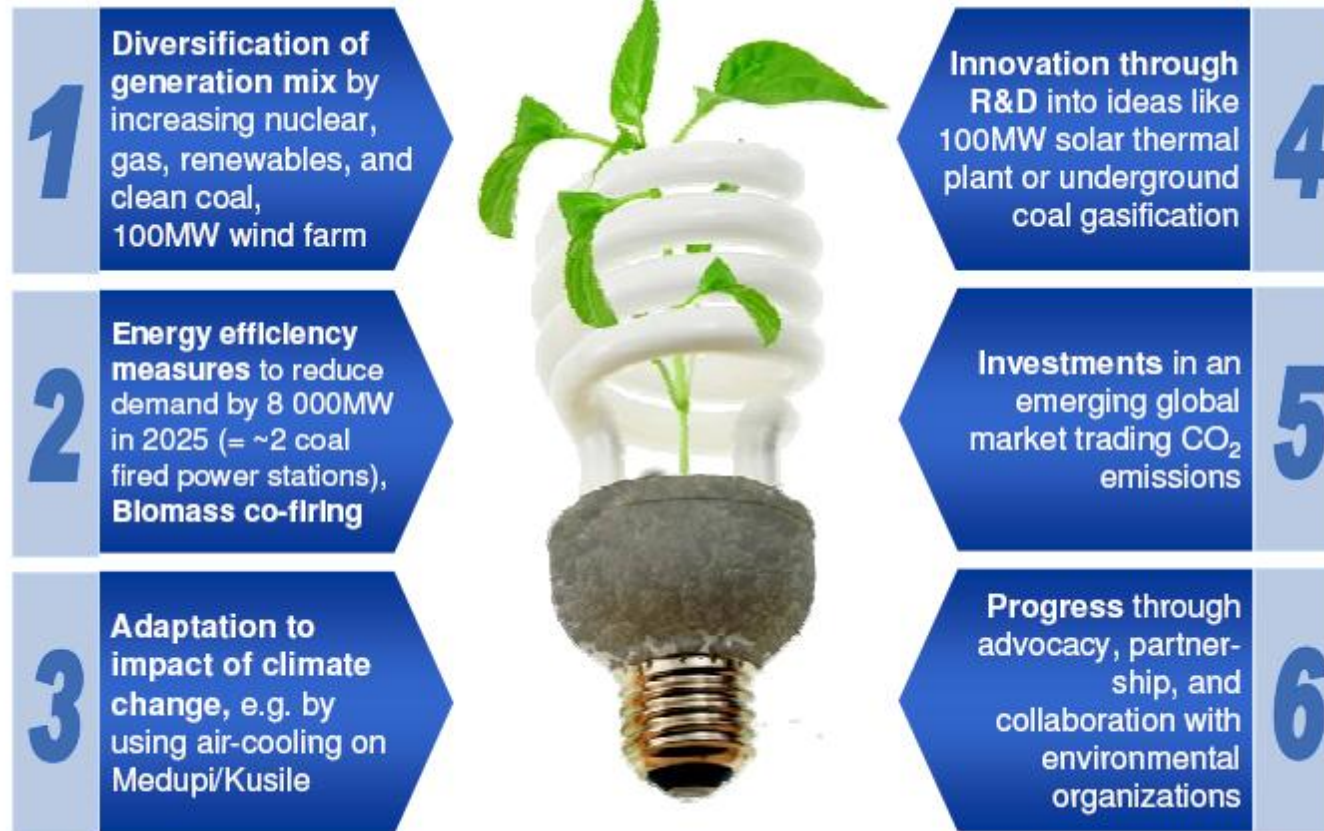 1
Diversification of
generation mix by
increasing nuclear,
gas, renewables, and
clean coal,
100MW wind farm
2
Energy efficiency
measures to reduce
demand by 8 000MW
in 2025 (= ~2 coal
fired power stations),
Biomass co-firing
3
Adaptation to
impact of climate
change, e.g. by
using air-cooling on
Medupi/Kusile
4
Innovation through
R&D into ideas like
100MW solar thermal
plant or underground
coal gasification
5
Investments in an
emerging global
market trading CO₂
emissions
6
Progress through
advocacy, partner-
ship, and
collaboration with
environmental
organizations